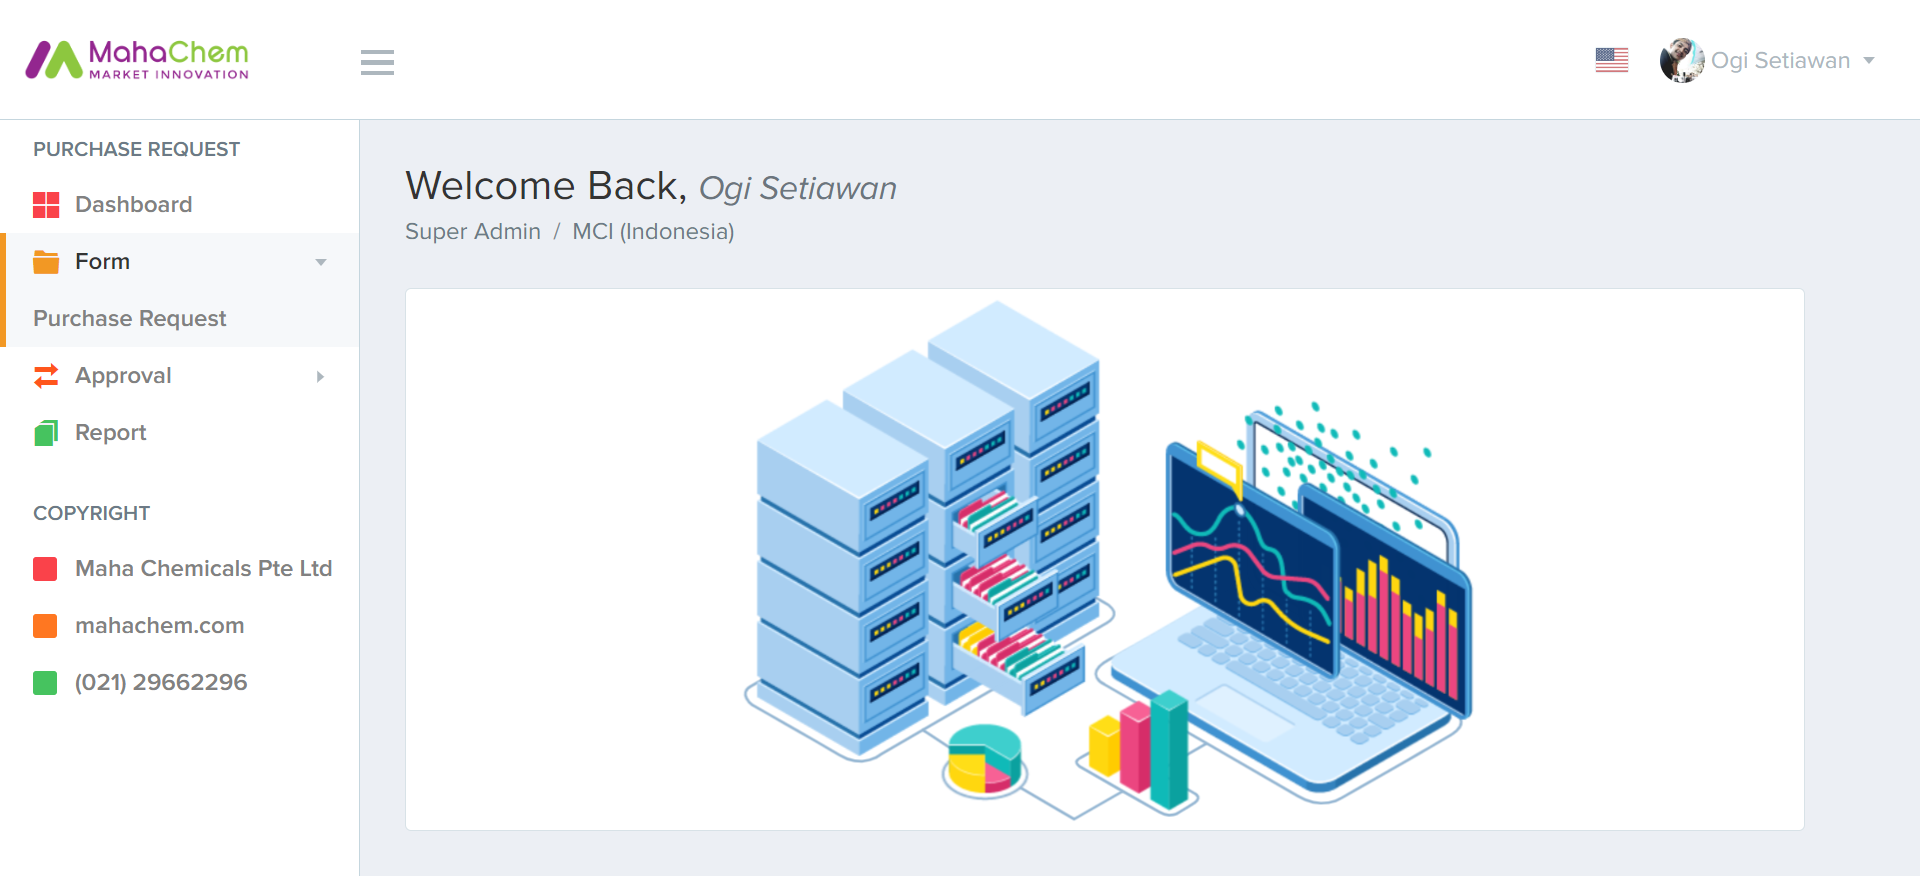 MahaChem
MARKET INNOVATION
Ogi Setiawan
PURCHASE REQUEST
Dashboard
Form
Purchase Request
Approval
Report
COPYRIGHT
Maha Chemicals Pte Ltd
mahachem.com
(021) 29662296
Welcome Back, Ogi Setiawan
Super Admin / MCI (Indonesia)